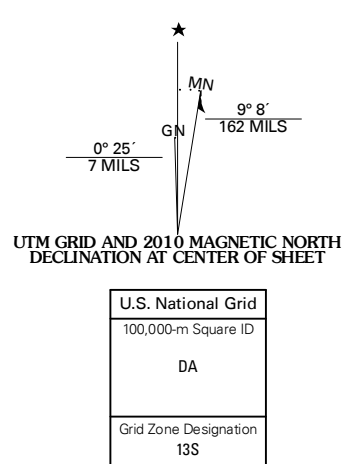 ★
MN
GN
9° 8´
162 MILS
0° 25´
7 MILS
UTM GRID AND 2010 MAGNETIC NORTH
DECLINATION AT CENTER OF SHEET
U.S. National Grid
100,000-m Square ID
DA
Grid Zone Designation
13S